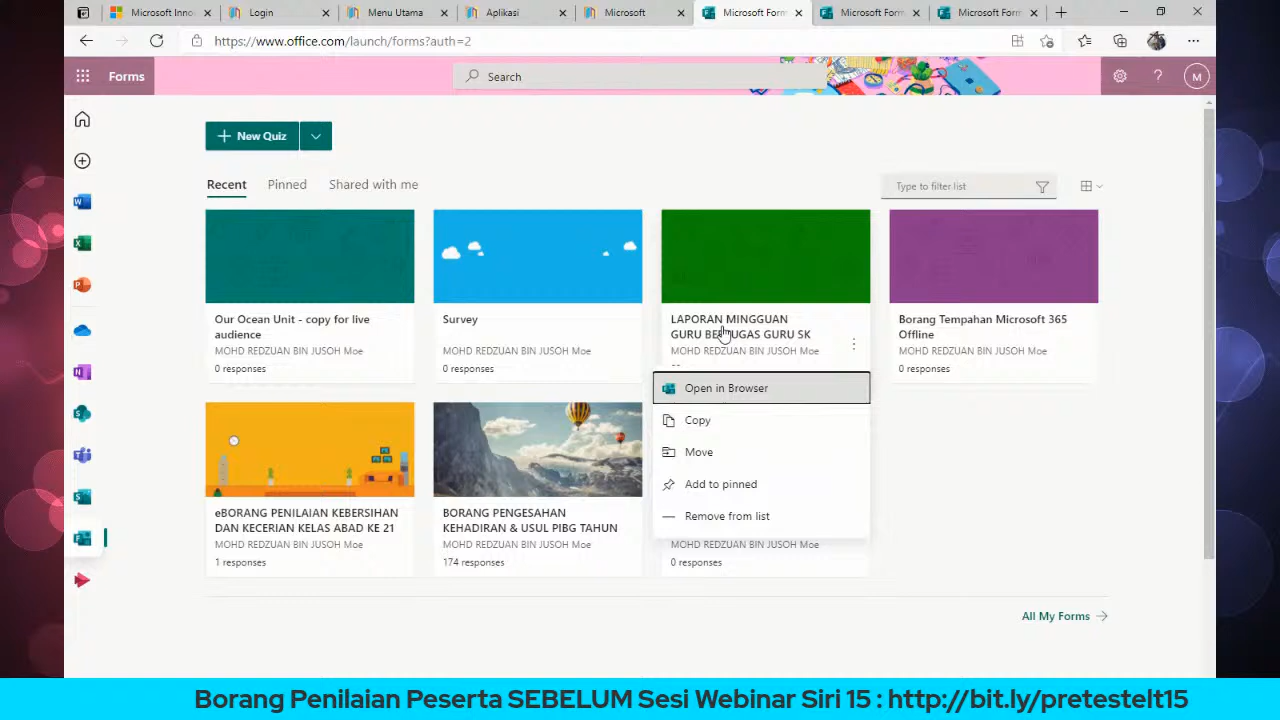 Microsoft Inno
Login
Menu Utama
Aplikasi
Microsoft
Microsoft Form
Microsoft Form
Microsoft Form
https://www.office.com/launch/forms?auth=2
Forms
Search
M
New Quiz
Recent
Pinned
Shared with me
Type to filter list
Our Ocean Unit - copy for live
audience
MOHD REDZUAN BIN JUSOH Moe
0 responses
Survey
MOHD REDZUAN BIN JUSOH Moe
0 responses
LAPORAN MINGGUAN
GURU BERTUGAS GURU SK
MOHD REDZUAN BIN JUSOH Moe
Borang Tempahan Microsoft 365
Offline
MOHD REDZUAN BIN JUSOH Moe
0 responses
Open in Browser
Copy
Move
Add to pinned
Remove from list
eBORANG PENILAIAN KEBERSIHAN
DAN KECERIAN KELAS ABAD KE 21
MOHD REDZUAN BIN JUSOH Moe
1 responses
BORANG PENGESAHAN
KEHADIRAN & USUL PIBG TAHUN
MOHD REDZUAN BIN JUSOH Moe
174 responses
MOHD REDZUAN BIN JUSOH Moe
0 responses
All My Forms
Borang Penilaian Peserta SEBELUM Sesi Webinar Siri 15 : http://bit.ly/pretestelt15